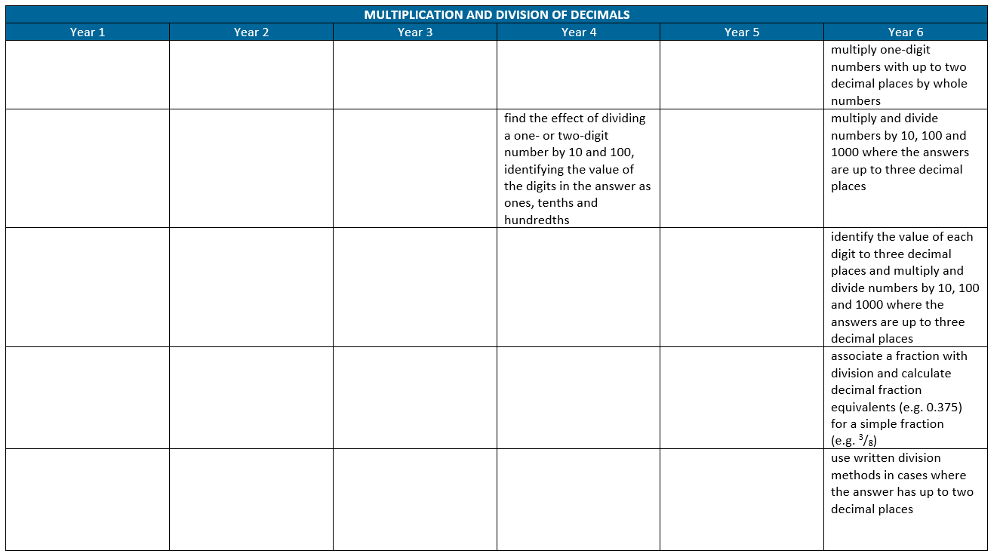 MULTIPLICATION AND DIVISION OF DECIMALS
Year 1 Year 2 Year 3 Year 4 Year 5 Year 6
multiply one-digit
numbers with up to two
decimal places by whole
numbers
find the effect of dividing
a one- or two-digit
number by 10 and 100,
identifying the value of
the digits in the answer as
ones, tenths and
hundredths
multiply and divide
numbers by 10, 100 and
1000 where the answers
are up to three decimal
places
identify the value of each
digit to three decimal
places and multiply and
divide numbers by 10, 100
and 1000 where the
answers are up to three
decimal places
associate a fraction with
division and calculate
decimal fraction
equivalents (e.g. 0.375)
for a simple fraction
(e.g. ³/₈)
use written division
methods in cases where
the answer has up to two
decimal places